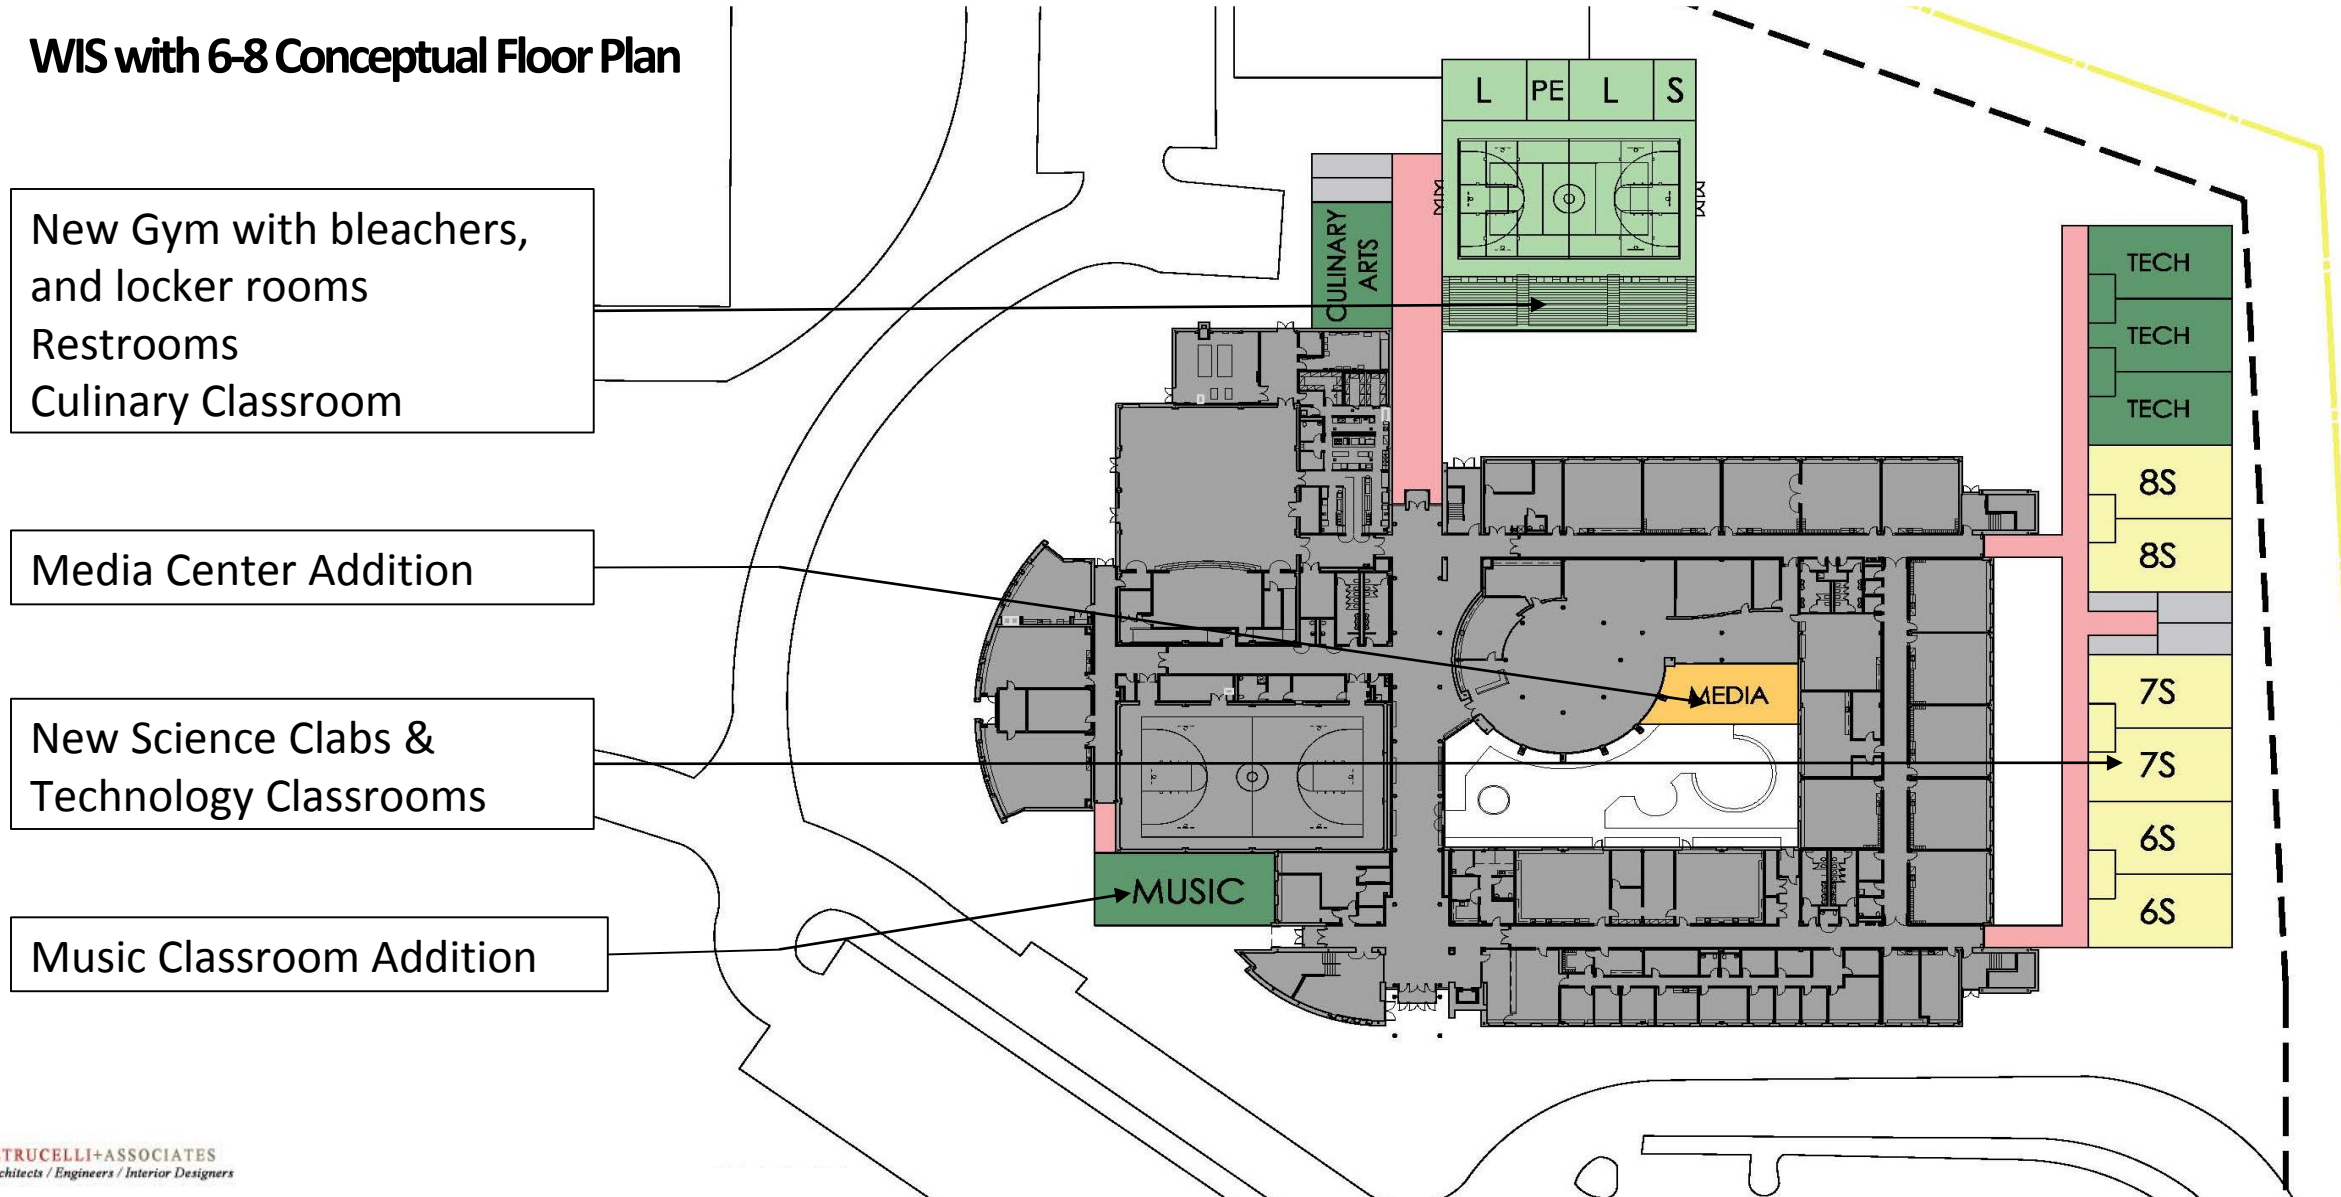 WIS with 6-8 Conceptual Floor Plan
New Gym with bleachers,
and locker rooms
Restrooms
Culinary Classroom
Media Center Addition
New Science Clabs &
Technology Classrooms
Music Classroom Addition
L
PE
L
S
CULINARY
ARTS
TECH
TECH
TECH
8S
8S
7S
7S
6S
6S
MEDIA
MUSIC
TRUCELLI+ASSOCIATES
chitects / Engineers / Interior Designers